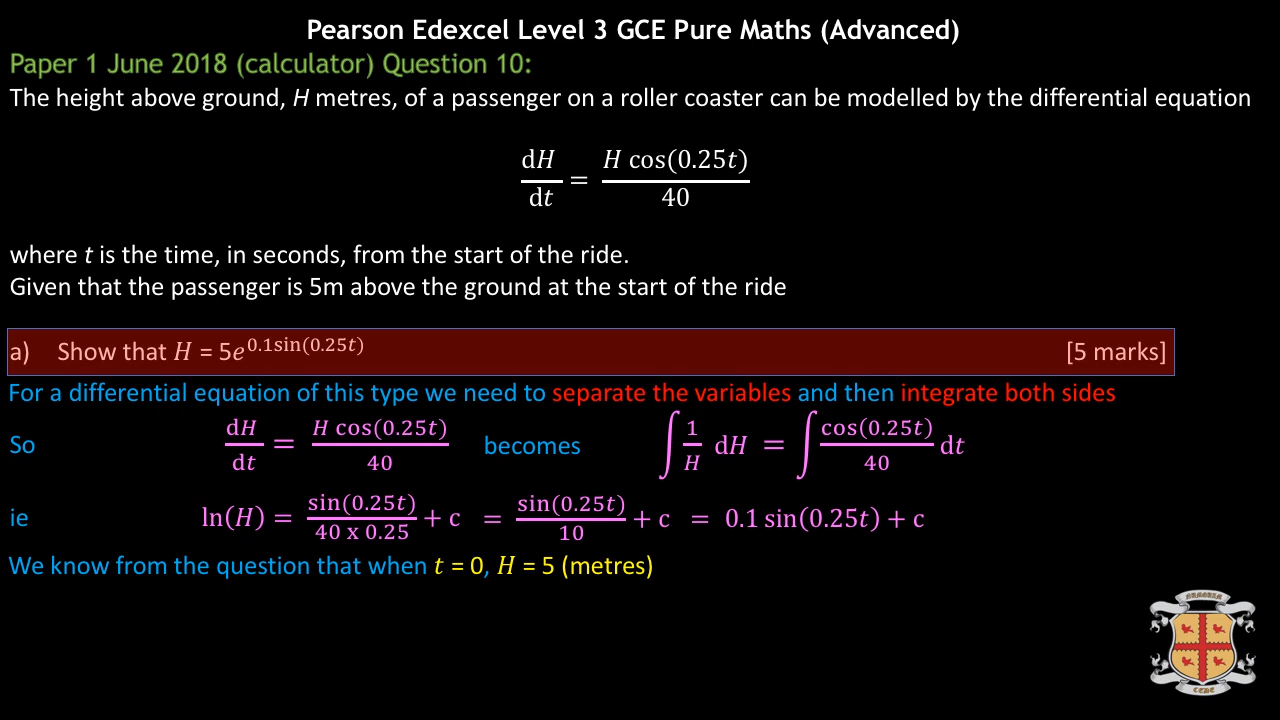 Pearson Edexcel Level 3 GCE Pure Maths (Advanced)
Paper 1 June 2018 (calculator) Question 10:
The height above ground, H metres, of a passenger on a roller coaster can be modelled by the differential equation
dH/dt = H cos(0.25t)/40
where t is the time, in seconds, from the start of the ride.
Given that the passenger is 5m above the ground at the start of the ride
a) Show that H = 5e^0.1sin(0.25t) [5 marks]
For a differential equation of this type we need to separate the variables and then integrate both sides
So dH/dt = H cos(0.25t)/40 becomes ∫ 1/H dH = ∫ cos(0.25t)/40 dt
ie ln(H) = sin(0.25t)/(40 x 0.25) + c = sin(0.25t)/10 + c = 0.1 sin(0.25t) + c
We know from the question that when t = 0, H = 5 (metres)
NUMQUAM
CEDE